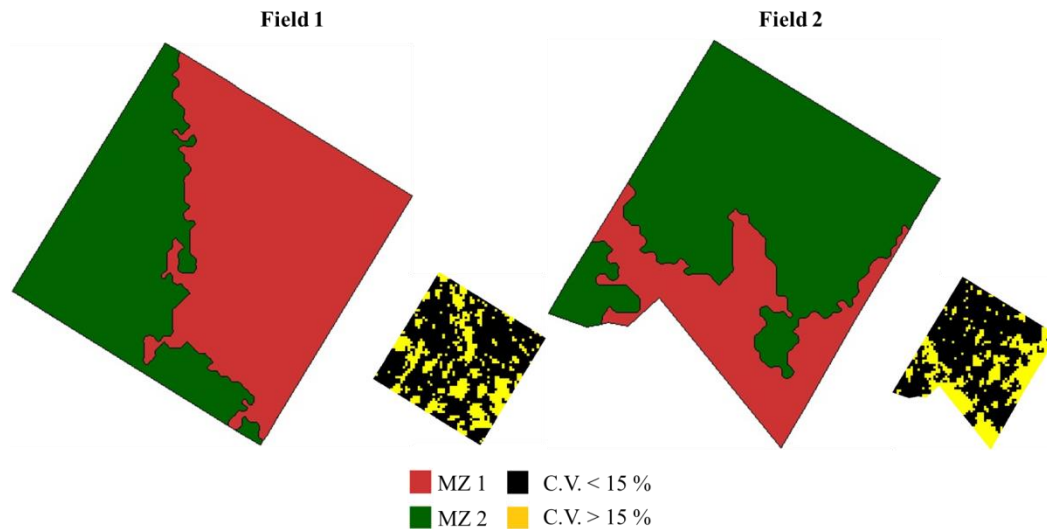 Field 1
Field 2
MZ 1
C.V. < 15 %
MZ 2
C.V. > 15 %